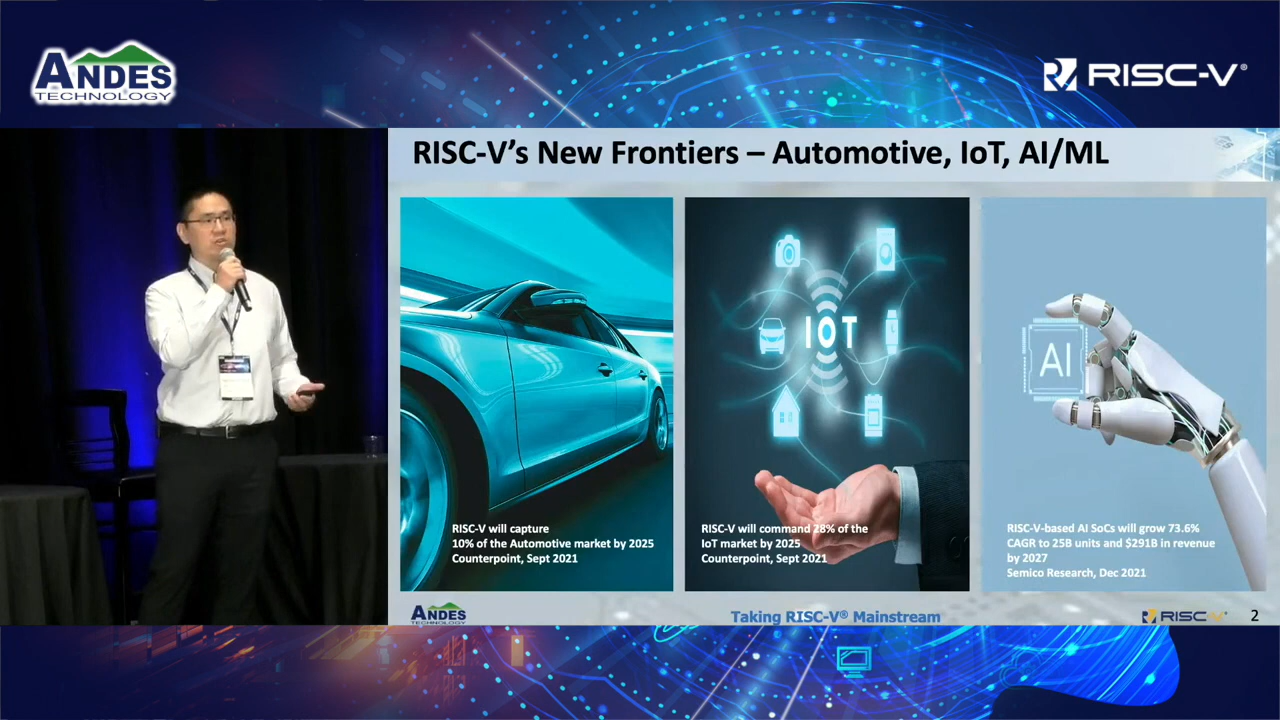 ANDES
TECHNOLOGY
RISC-V®
RISC-V's New Frontiers – Automotive, IoT, AI/ML
RISC-V will capture
10% of the Automotive market by 2025
Counterpoint, Sept 2021
IOT
RISC-V will command 28% of the
IoT market by 2025
Counterpoint, Sept 2021
AI
RISC-V-based AI SoCs will grow 73.6%
CAGR to 25B units and $291B in revenue
by 2027
Semico Research, Dec 2021
ANDES
TECHNOLOGY
Taking RISC-V® Mainstream
RISC-V®
2